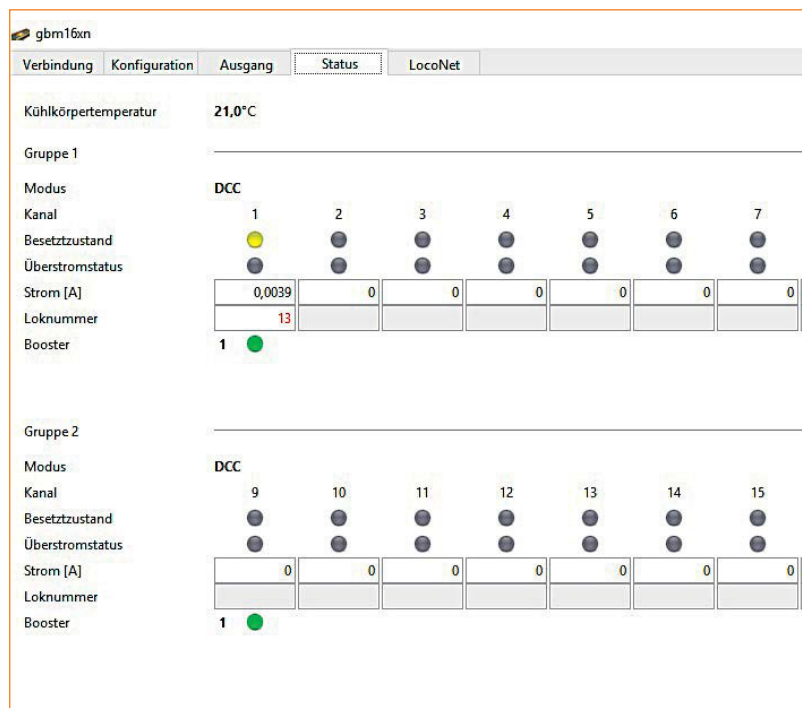 gbm16xn
Verbindung Konfiguration Ausgang Status LocoNet
Kühlkörpertemperatur 21,0°C
Gruppe 1
Modus DCC
Kanal 1 2 3 4 5 6 7
Besetztzustand
Überstromstatus
Strom [A] 0,0039 0 0 0 0 0 0
Loknummer 13
Booster 1
Gruppe 2
Modus DCC
Kanal 9 10 11 12 13 14 15
Besetztzustand
Überstromstatus
Strom [A] 0 0 0 0 0 0 0
Loknummer
Booster 1